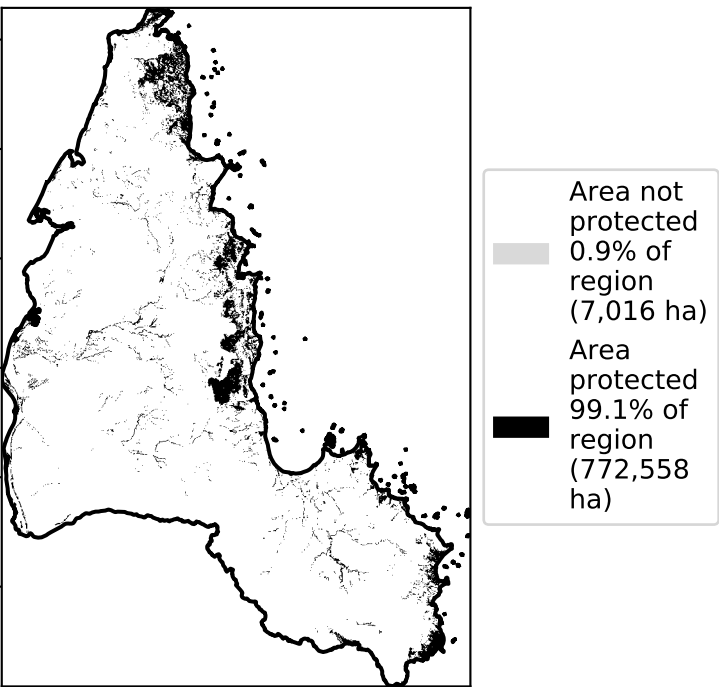 Area not
protected
0.9% of
region
(7,016 ha)
Area
protected
99.1% of
region
(772,558
ha)